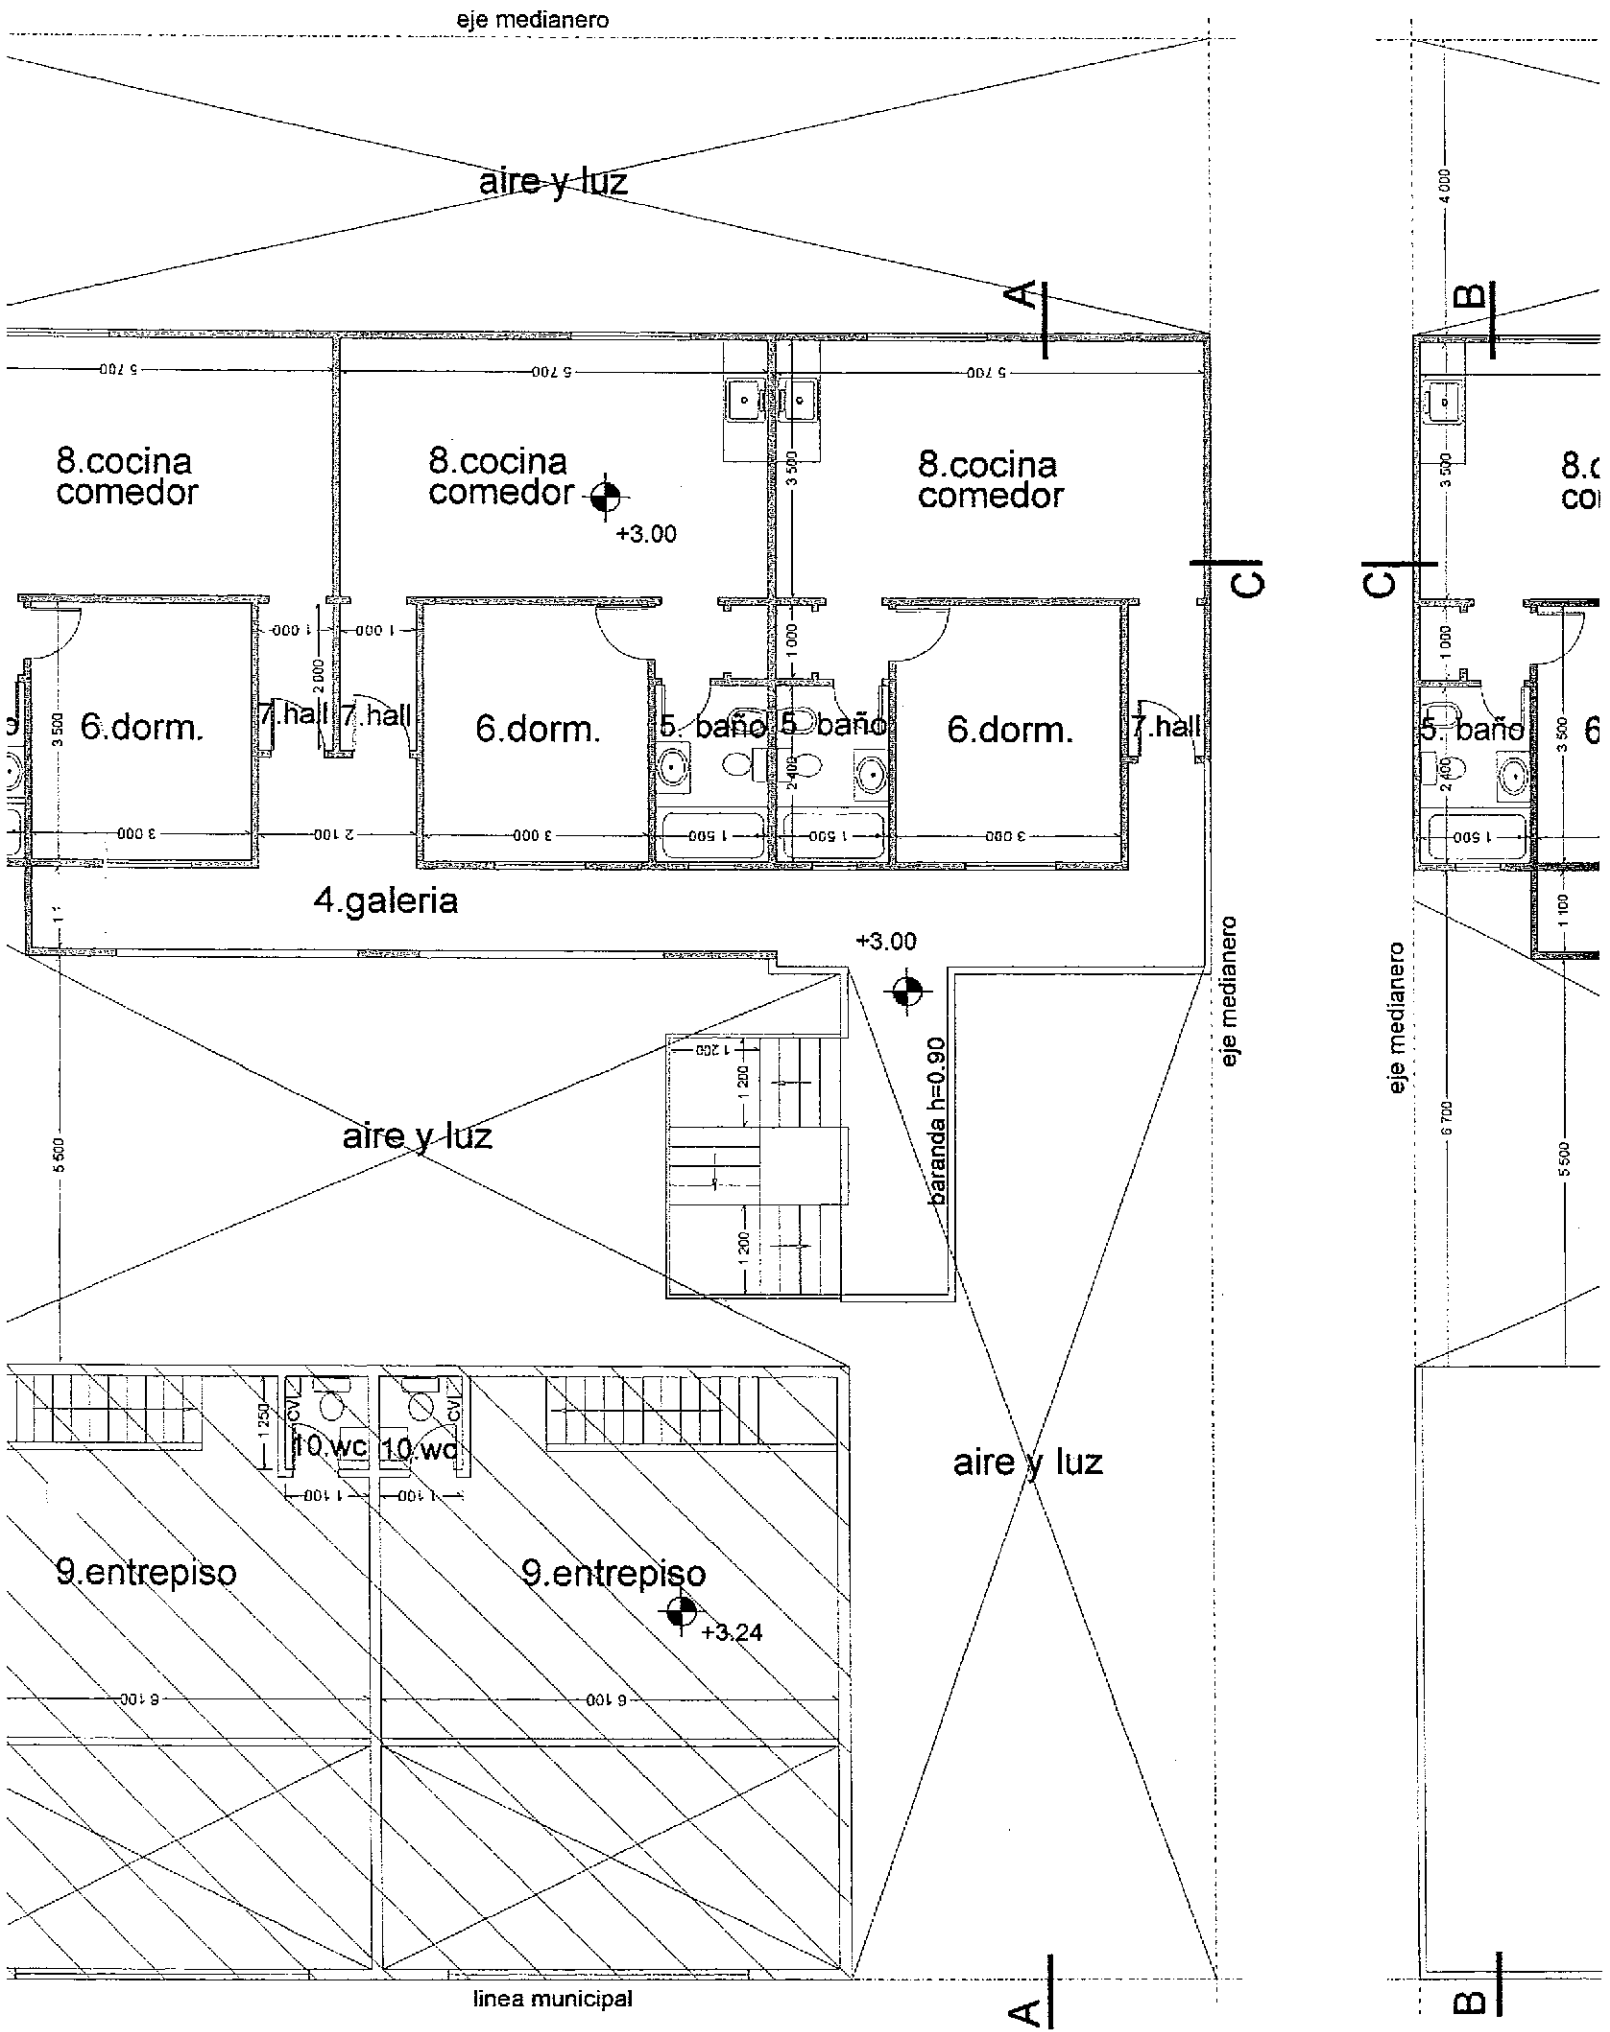 eje medianero
aire y luz
4 000
A
B
5 700
5 700
5 700
8.cocina
comedor
8.cocina
comedor
+3.00
8.cocina
comedor
3 500
3 500
C
C
1 000
1 000
2 000
1 000
1 000
3 500
6.dorm.
7.hall
7.hall
6.dorm.
5. baño
5. baño
6.dorm.
7.hall
5. baño
6
3 500
2 400
2 400
3 000
2 100
3 000
1 500
1 500
3 000
1 500
4.galeria
1 100
+3.00
eje medianero
eje medianero
1 200
1 200
baranda h=0.90
aire y luz
5 500
6 700
5 500
1 200
1 250
CV
CV
10.wc
10.wc
1 100
1 100
aire y luz
9.entrepiso
9.entrepiso
+3.24
6 100
6 100
linea municipal
A
B